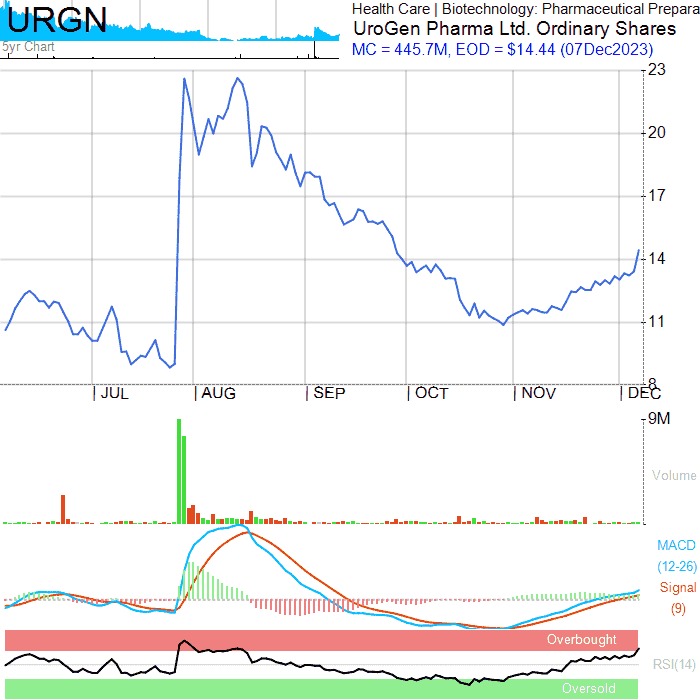 URGN
5yr Chart
Health Care | Biotechnology: Pharmaceutical Prepara
UroGen Pharma Ltd. Ordinary Shares
MC = 445.7M, EOD = $14.44 (07Dec2023)
23
20
17
14
11
8
JUL AUG SEP OCT NOV DEC
9M
Volume
MACD
(12-26)
Signal
(9)
Overbought
RSI(14)
Oversold